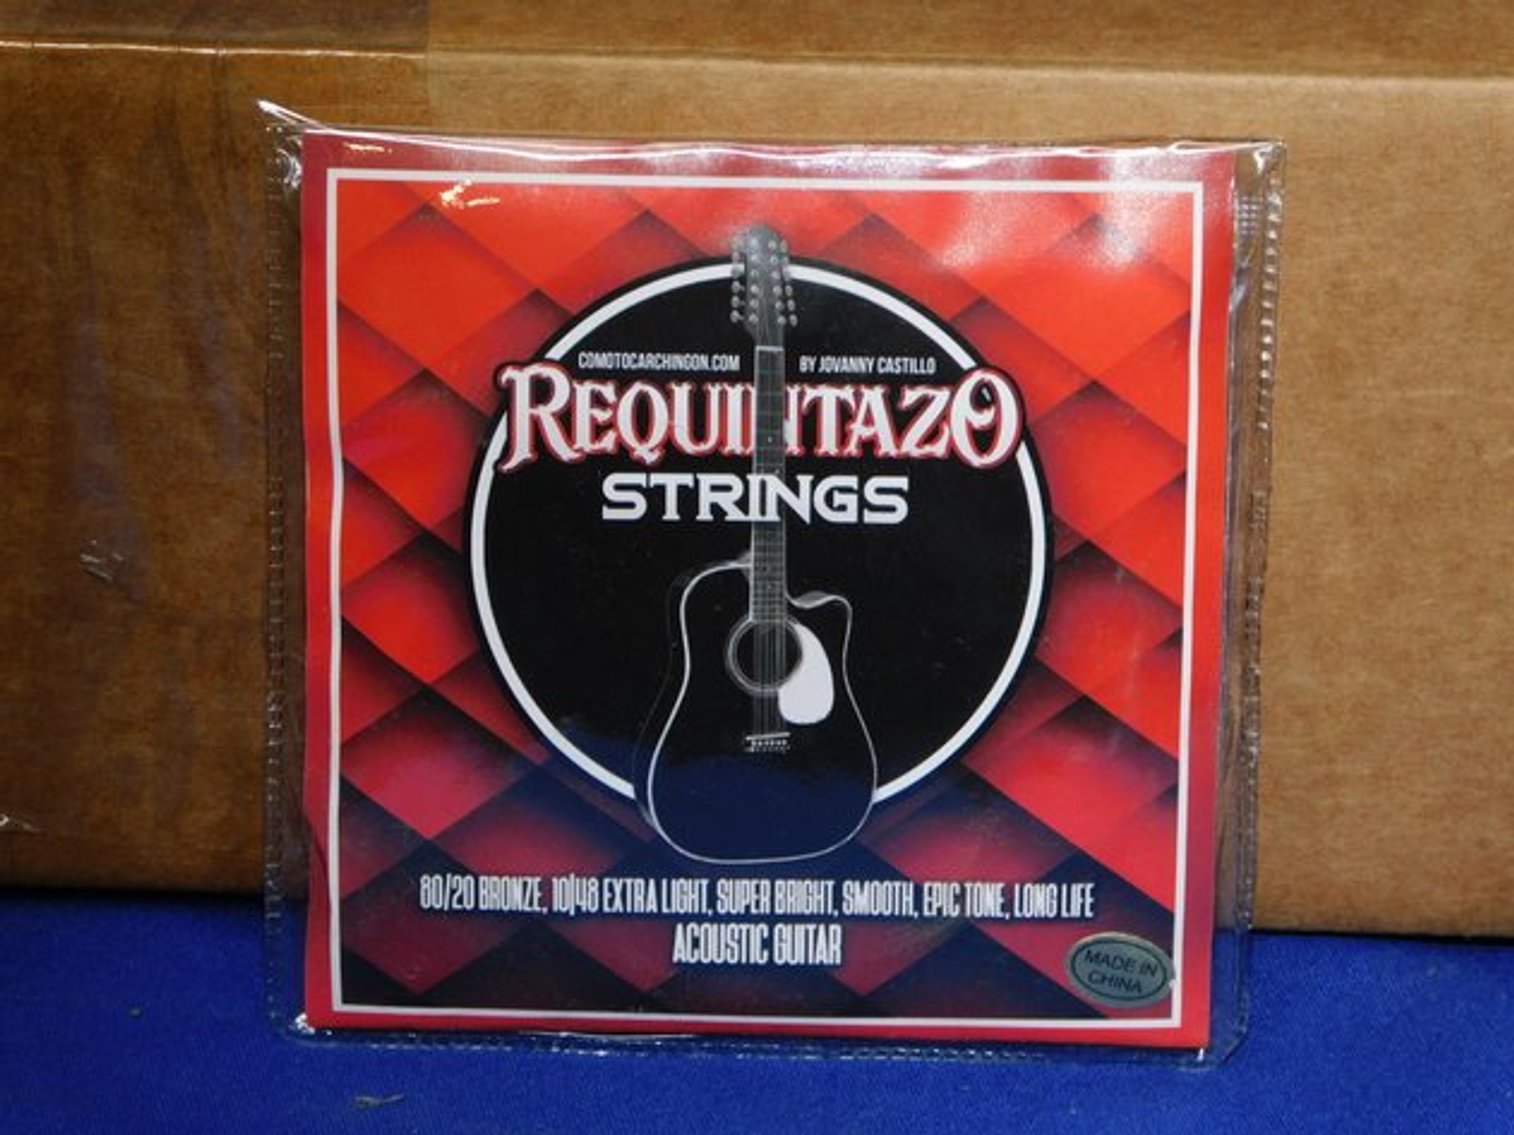 COMOTOCARCHINGON.COM BY JOVANNY CASTILLO
REQUINTAZO
STRINGS
80/20 BRONZE, 10/48 EXTRA LIGHT, SUPER BRIGHT, SMOOTH, EPIC TONE, LONG LIFE
ACOUSTIC GUITAR
MADE IN
CHINA